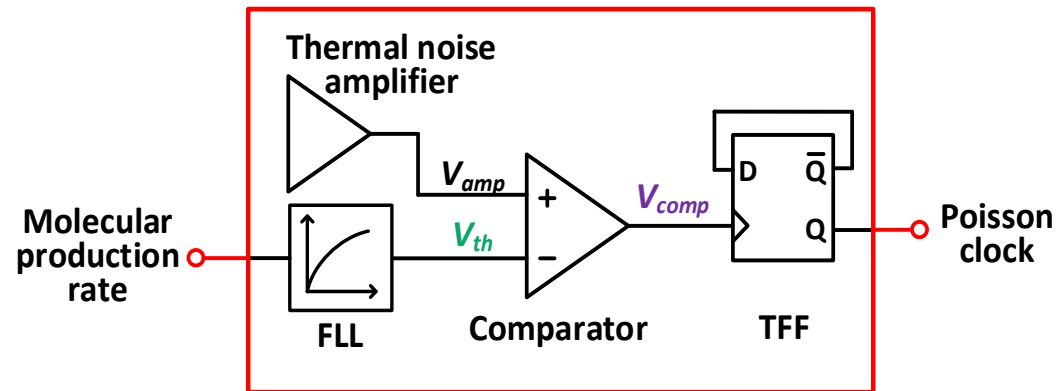 Thermal noise
amplifier
V_amp
+
D
Q̅
V_comp
Molecular
production
rate
V_th
−
Q
Poisson
clock
FLL
Comparator
TFF